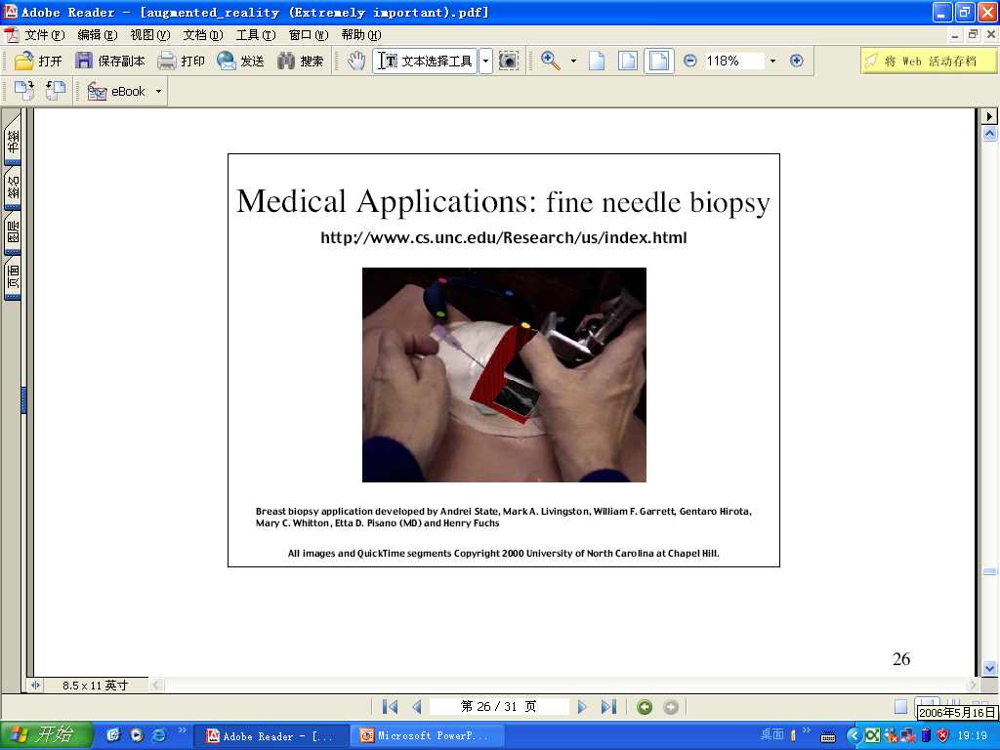 Adobe Reader - [augmented_reality (Extremely important).pdf]
文件(F) 编辑(E) 视图(V) 文档(D) 工具(T) 窗口(W) 帮助(H)
打开 保存副本 打印 发送 搜索 文本选择工具 118% 将 Web 活动存档
eBook
书签
签名
图层
页面
Medical Applications: fine needle biopsy
http://www.cs.unc.edu/Research/us/index.html
Breast biopsy application developed by Andrei State, Mark A. Livingston, William F. Garrett, Gentaro Hirota,
Mary C. Whitton, Etta D. Pisano (MD) and Henry Fuchs
All images and QuickTime segments Copyright 2000 University of North Carolina at Chapel Hill.
26
8.5 x 11 英寸
第 26 / 31 页
2006年5月16日
开始 Adobe Reader - [... Microsoft PowerP... 桌面 19:19